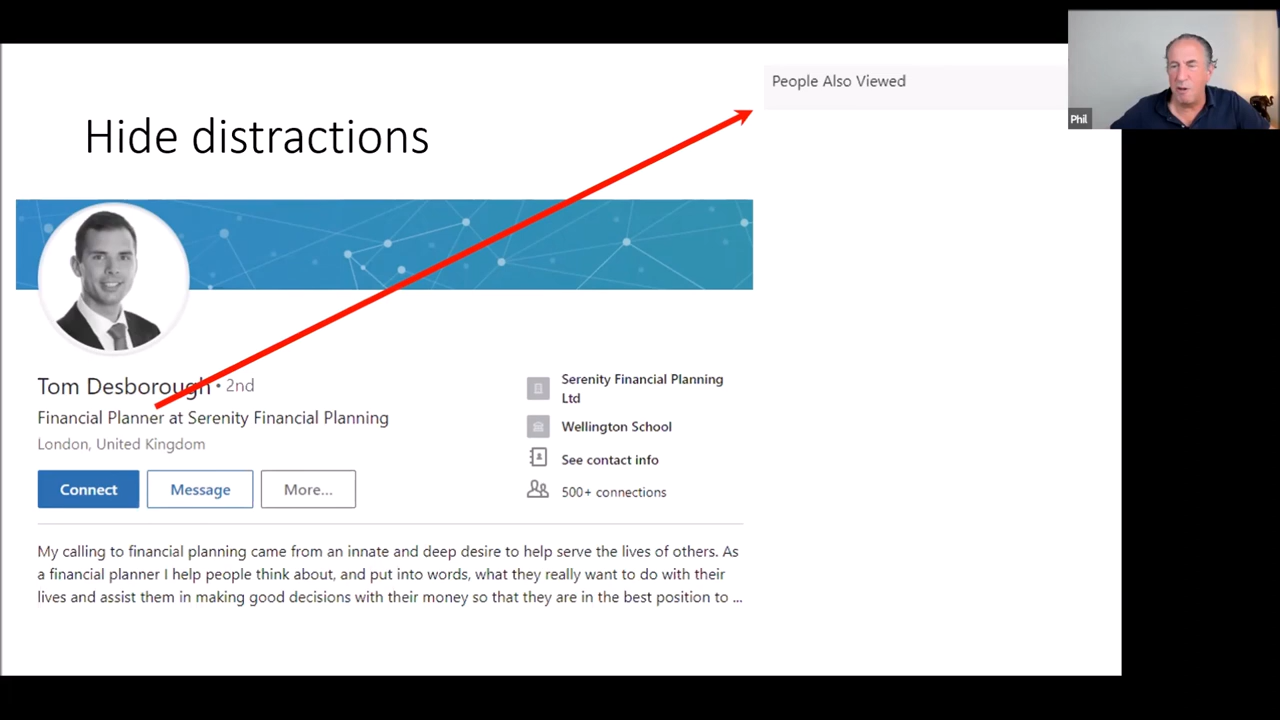 People Also Viewed
Phil
Hide distractions
Tom Desborough • 2nd
Financial Planner at Serenity Financial Planning
London, United Kingdom
Connect
Message
More...
Serenity Financial Planning
Ltd
Wellington School
See contact info
500+ connections
My calling to financial planning came from an innate and deep desire to help serve the lives of others. As
a financial planner I help people think about, and put into words, what they really want to do with their
lives and assist them in making good decisions with their money so that they are in the best position to ...